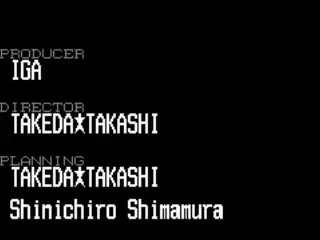 PRODUCER
IGA
DIRECTOR
TAKEDA★TAKASHI
PLANNING
TAKEDA★TAKASHI
Shinichiro Shimamura